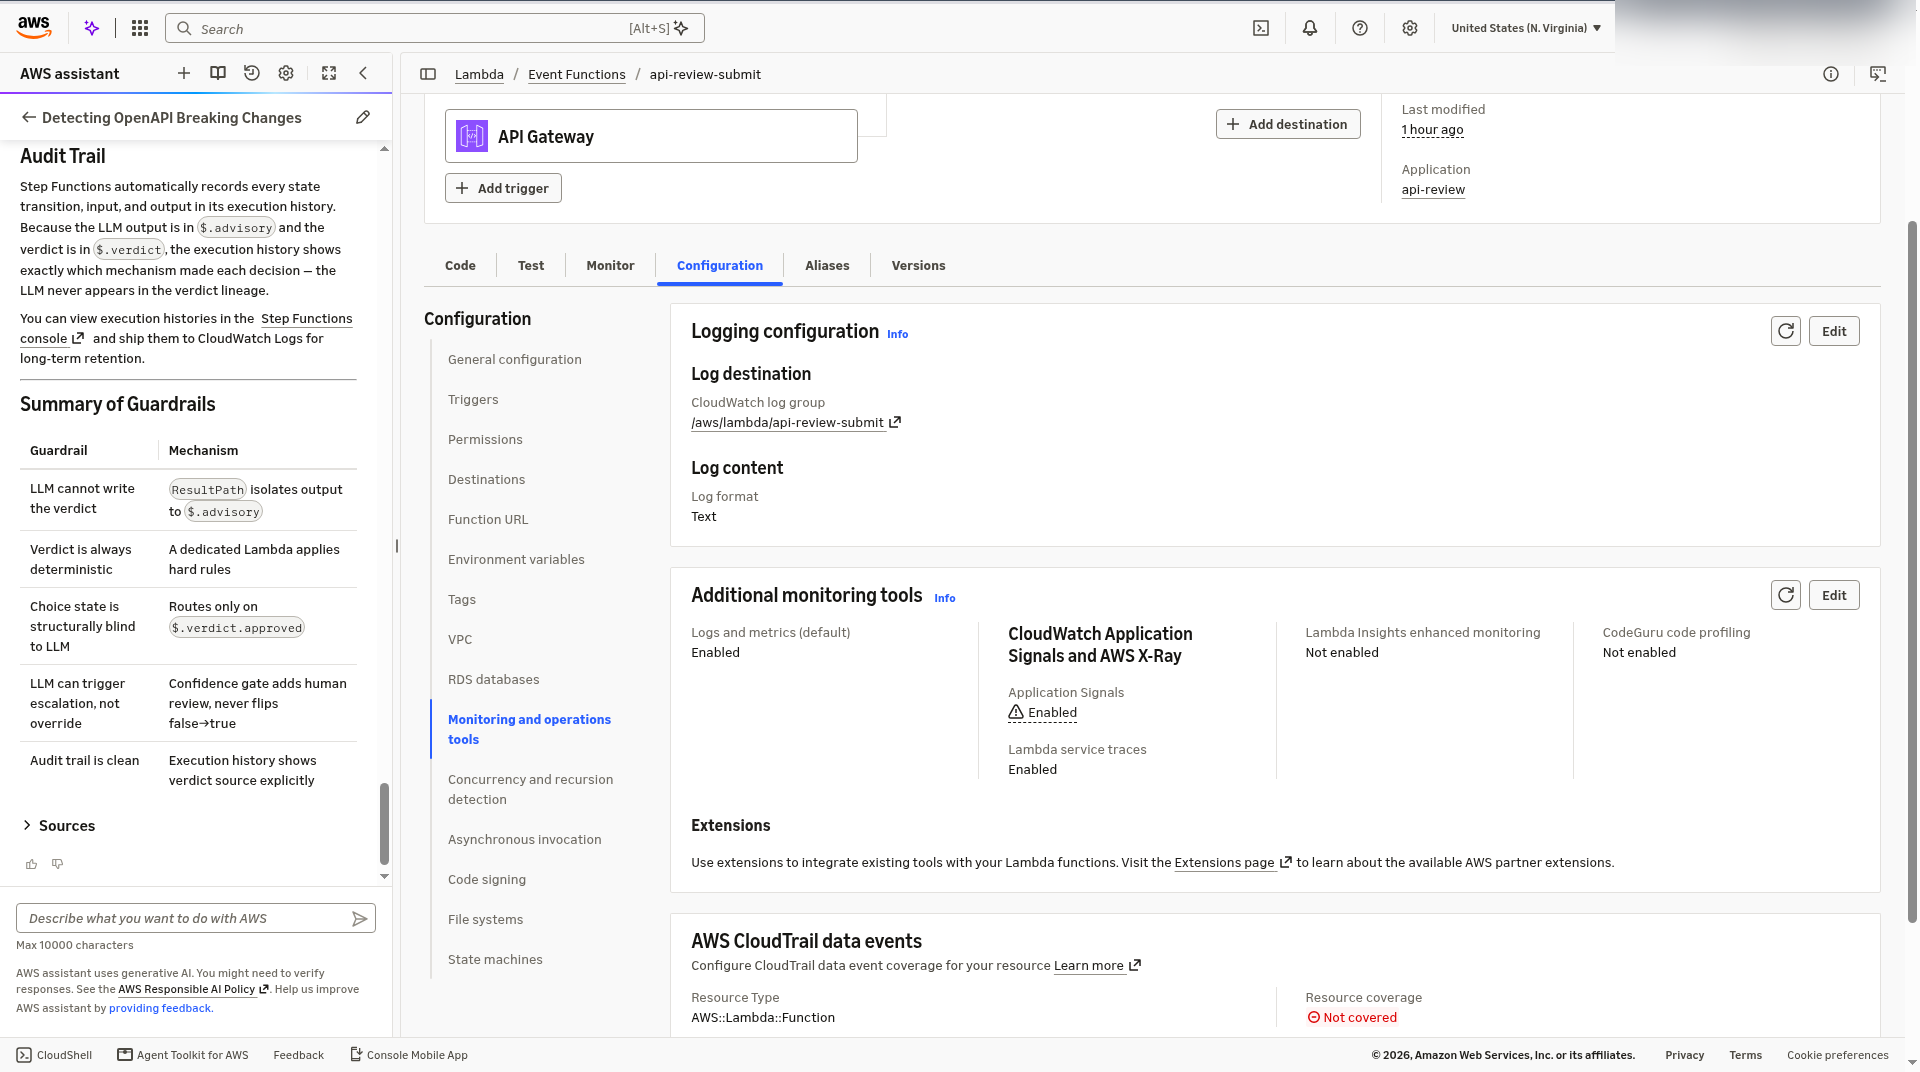 aws
Search
[Alt+S]
United States (N. Virginia)
AWS assistant
Detecting OpenAPI Breaking Changes
Audit Trail
Step Functions automatically records every state
transition, input, and output in its execution history.
Because the LLM output is in $.advisory and the
verdict is in $.verdict, the execution history shows
exactly which mechanism made each decision — the
LLM never appears in the verdict lineage.
You can view execution histories in the Step Functions
console and ship them to CloudWatch Logs for
long-term retention.
Summary of Guardrails
Guardrail
Mechanism
LLM cannot write
the verdict
ResultPath isolates output
to $.advisory
Verdict is always
deterministic
A dedicated Lambda applies
hard rules
Choice state is
structurally blind
to LLM
Routes only on
$.verdict.approved
LLM can trigger
escalation, not
override
Confidence gate adds human
review, never flips
false→true
Audit trail is clean
Execution history shows
verdict source explicitly
Sources
Describe what you want to do with AWS
Max 10000 characters
AWS assistant uses generative AI. You might need to verify
responses. See the AWS Responsible AI Policy. Help us improve
AWS assistant by providing feedback.
Lambda / Event Functions / api-review-submit
API Gateway
Add trigger
Add destination
Last modified
1 hour ago
Application
api-review
Code
Test
Monitor
Configuration
Aliases
Versions
Configuration
General configuration
Triggers
Permissions
Destinations
Function URL
Environment variables
Tags
VPC
RDS databases
Monitoring and operations
tools
Concurrency and recursion
detection
Asynchronous invocation
Code signing
File systems
State machines
Logging configuration Info
Edit
Log destination
CloudWatch log group
/aws/lambda/api-review-submit
Log content
Log format
Text
Additional monitoring tools Info
Edit
Logs and metrics (default)
Enabled
CloudWatch Application
Signals and AWS X-Ray
Application Signals
Enabled
Lambda service traces
Enabled
Lambda Insights enhanced monitoring
Not enabled
CodeGuru code profiling
Not enabled
Extensions
Use extensions to integrate existing tools with your Lambda functions. Visit the Extensions page to learn about the available AWS partner extensions.
AWS CloudTrail data events
Configure CloudTrail data event coverage for your resource Learn more
Resource Type
AWS::Lambda::Function
Resource coverage
Not covered
CloudShell
Agent Toolkit for AWS
Feedback
Console Mobile App
© 2026, Amazon Web Services, Inc. or its affiliates.
Privacy
Terms
Cookie preferences